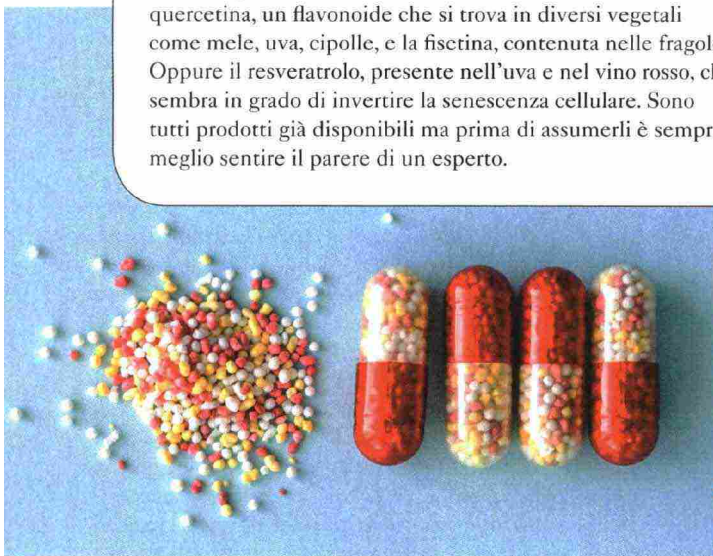 quercetina, un flavonoide che si trova in diversi vegetali
come mele, uva, cipolle, e la fisetina, contenuta nelle fragol
Oppure il resveratrolo, presente nell'uva e nel vino rosso, cl
sembra in grado di invertire la senescenza cellulare. Sono
tutti prodotti già disponibili ma prima di assumerli è sempr
meglio sentire il parere di un esperto.